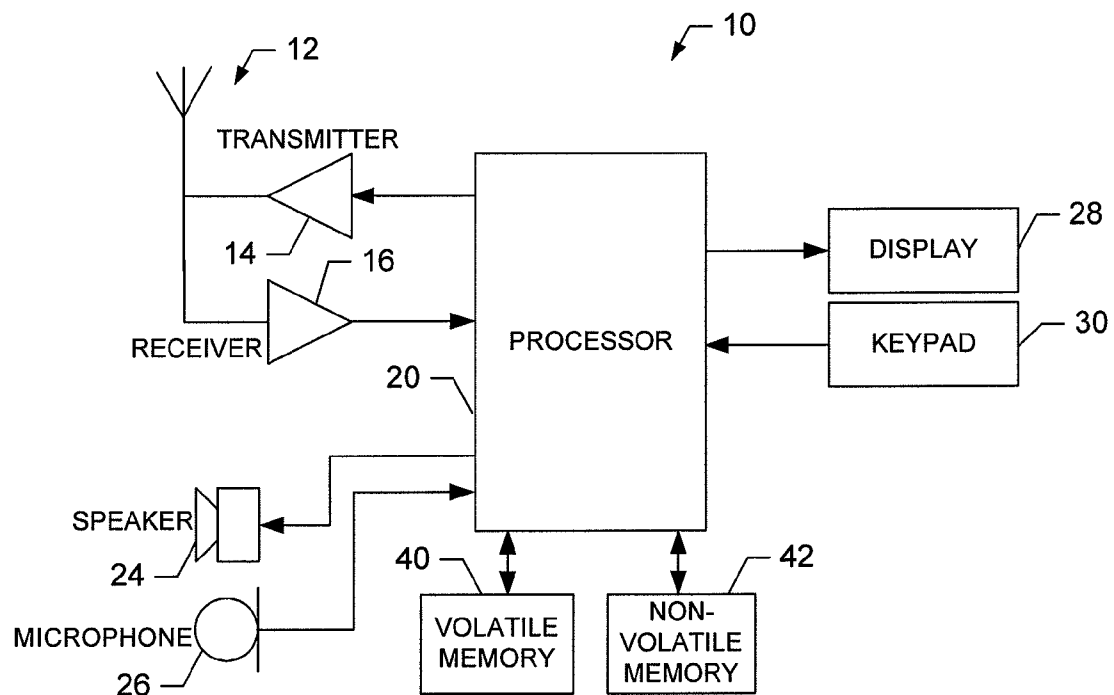 10
12
TRANSMITTER
14
16
RECEIVER
PROCESSOR
20
DISPLAY
28
KEYPAD
30
SPEAKER
24
MICROPHONE
26
40
VOLATILE
MEMORY
42
NON-
VOLATILE
MEMORY